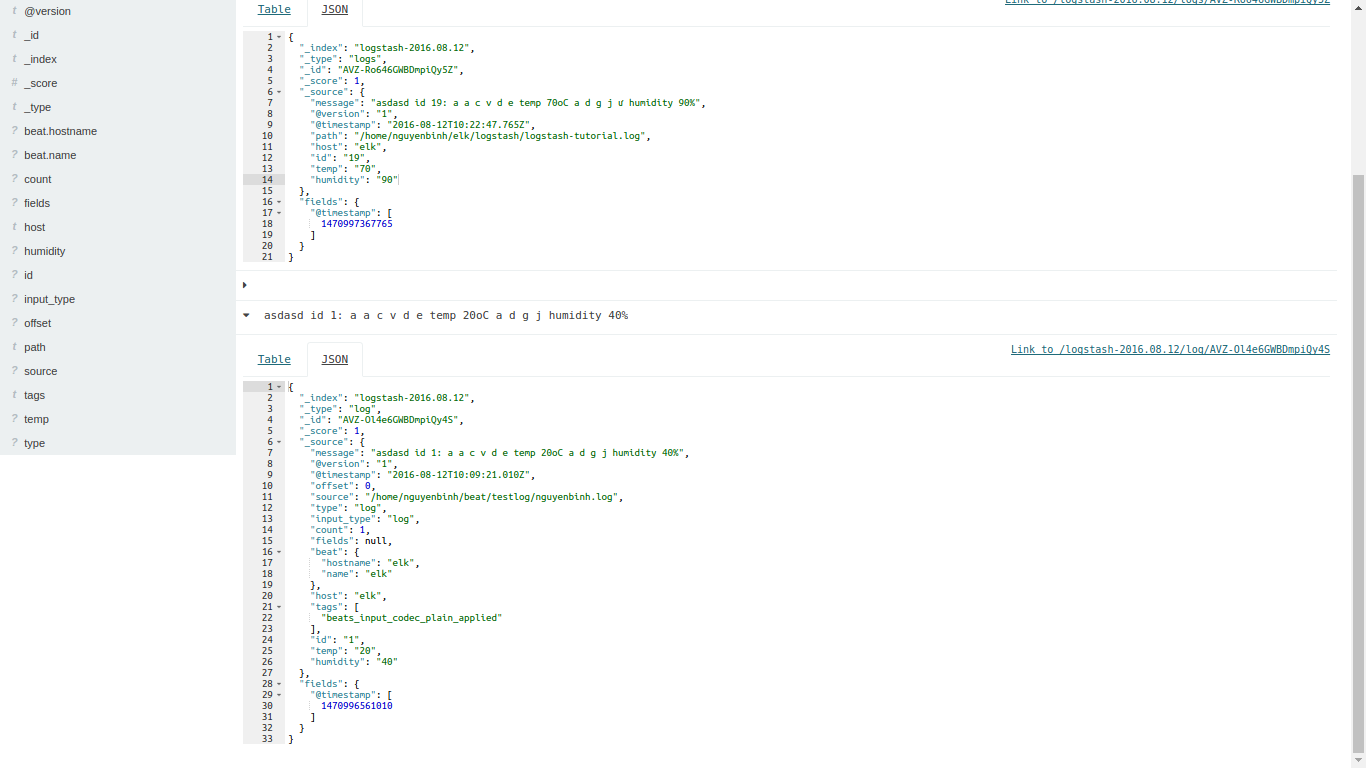 @version
_id
_index
_score
_type
beat.hostname
beat.name
count
fields
host
humidity
id
input_type
offset
path
source
tags
temp
type
Table JSON
1 {
2 "_index": "logstash-2016.08.12",
3 "_type": "logs",
4 "_id": "AVZ-Ro646GWBDmpiQy5Z",
5 "_score": 1,
6 "_source": {
7 "message": "asdasd id 19: a a c v d e temp 70oC a d g j ư humidity 90%",
8 "@version": "1",
9 "@timestamp": "2016-08-12T10:22:47.765Z",
10 "path": "/home/nguyenbinh/elk/logstash/logstash-tutorial.log",
11 "host": "elk",
12 "id": "19",
13 "temp": "70",
14 "humidity": "90"
15 },
16 "fields": {
17 "@timestamp": [
18 1470997367765
19 ]
20 }
21 }
asdasd id 1: a a c v d e temp 20oC a d g j humidity 40%
Table JSON Link to /logstash-2016.08.12/log/AVZ-Ol4e6GWBDmpiQy4S
1 {
2 "_index": "logstash-2016.08.12",
3 "_type": "log",
4 "_id": "AVZ-Ol4e6GWBDmpiQy4S",
5 "_score": 1,
6 "_source": {
7 "message": "asdasd id 1: a a c v d e temp 20oC a d g j humidity 40%",
8 "@version": "1",
9 "@timestamp": "2016-08-12T10:09:21.010Z",
10 "offset": 0,
11 "source": "/home/nguyenbinh/beat/testlog/nguyenbinh.log",
12 "type": "log",
13 "input_type": "log",
14 "count": 1,
15 "fields": null,
16 "beat": {
17 "hostname": "elk",
18 "name": "elk"
19 },
20 "host": "elk",
21 "tags": [
22 "beats_input_codec_plain_applied"
23 ],
24 "id": "1",
25 "temp": "20",
26 "humidity": "40"
27 },
28 "fields": {
29 "@timestamp": [
30 1470996561010
31 ]
32 }
33 }